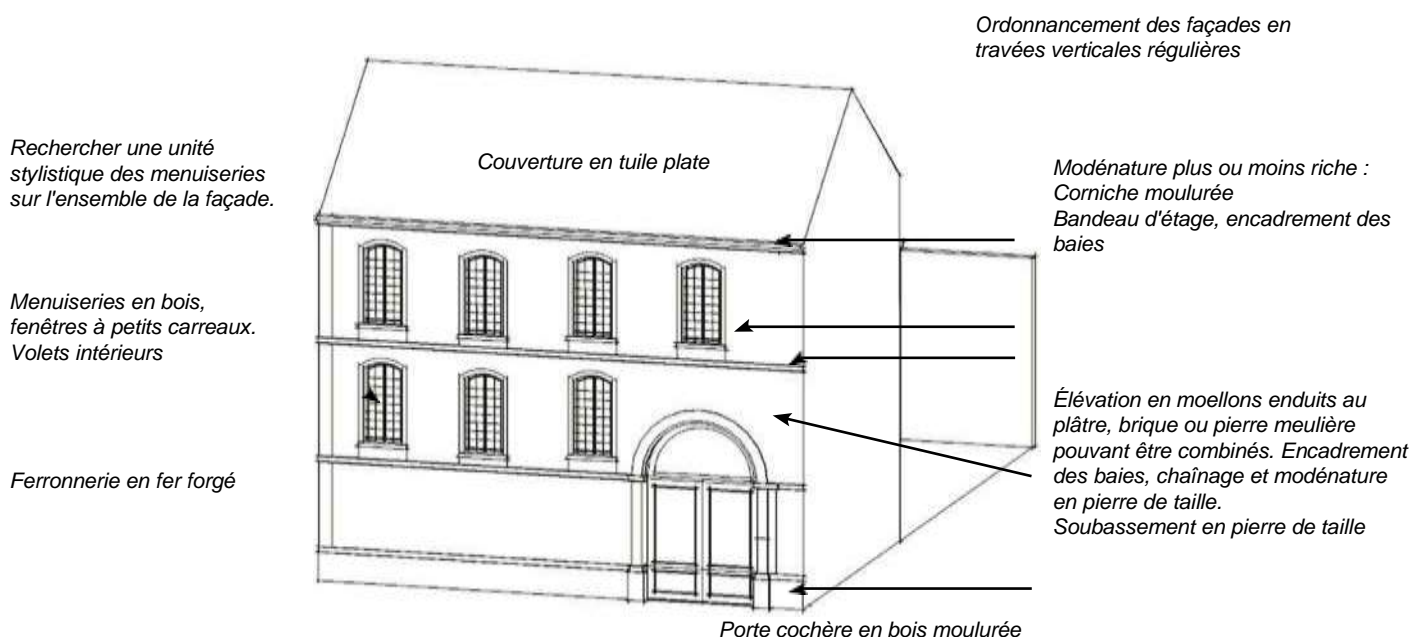 Ordonnancement des façades en
travées verticales régulières
Rechercher une unité
stylistique des menuiseries
sur l'ensemble de la façade.
Couverture en tuile plate
Modénature plus ou moins riche :
Corniche moulurée
Bandeau d'étage, encadrement des
baies
Menuiseries en bois,
fenêtres à petits carreaux.
Volets intérieurs
Élévation en moellons enduits au
plâtre, brique ou pierre meulière
pouvant être combinés. Encadrement
des baies, chaînage et modénature
en pierre de taille.
Soubassement en pierre de taille
Ferronnerie en fer forgé
Porte cochère en bois moulurée